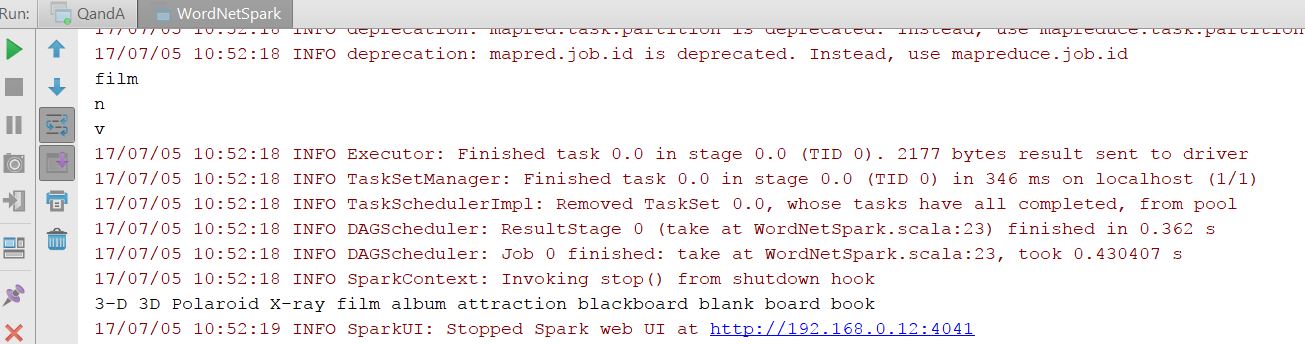 Run: QandA WordNetSpark
17/07/05 10:52:18 INFO deprecation: mapred.task.partition is deprecated. Instead, use mapreduce.task.partition
17/07/05 10:52:18 INFO deprecation: mapred.job.id is deprecated. Instead, use mapreduce.job.id
film
n
v
17/07/05 10:52:18 INFO Executor: Finished task 0.0 in stage 0.0 (TID 0). 2177 bytes result sent to driver
17/07/05 10:52:18 INFO TaskSetManager: Finished task 0.0 in stage 0.0 (TID 0) in 346 ms on localhost (1/1)
17/07/05 10:52:18 INFO TaskSchedulerImpl: Removed TaskSet 0.0, whose tasks have all completed, from pool
17/07/05 10:52:18 INFO DAGScheduler: ResultStage 0 (take at WordNetSpark.scala:23) finished in 0.362 s
17/07/05 10:52:18 INFO DAGScheduler: Job 0 finished: take at WordNetSpark.scala:23, took 0.430407 s
17/07/05 10:52:18 INFO SparkContext: Invoking stop() from shutdown hook
3-D 3D Polaroid X-ray film album attraction blackboard blank board book
17/07/05 10:52:19 INFO SparkUI: Stopped Spark web UI at http://192.168.0.12:4041